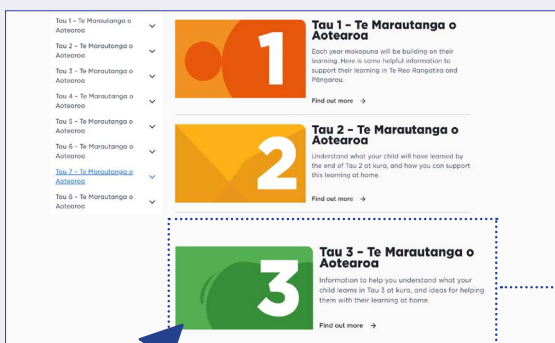 Tau 1 - Te Marautanga o
Aotearoa
Tau 2 - Te Marautanga o
Aotearoa
Tau 3 - Te Marautanga o
Aotearoa
Tau 4 - Te Marautanga o
Aotearoa
Tau 5 - Te Marautanga o
Aotearoa
Tau 6 - Te Marautanga o
Aotearoa
Tau 7 - Te Marautanga o
Aotearoa
Tau 8 - Te Marautanga o
Aotearoa
1
Tau 1 - Te Marautanga o
Aotearoa
Each year mokopuna will be building on their
learning. Here is some helpful information to
support their learning in Te Reo Rangatira and
Pāngarau.
Find out more →
2
Tau 2 - Te Marautanga o
Aotearoa
Understand what your child will have learned by
the end of Tau 2 at kura, and how you can support
this learning at home.
Find out more →
3
Tau 3 - Te Marautanga o
Aotearoa
Information to help you understand what your
child learns in Tau 3 at kura, and ideas for helping
them with their learning at home.
Find out more →